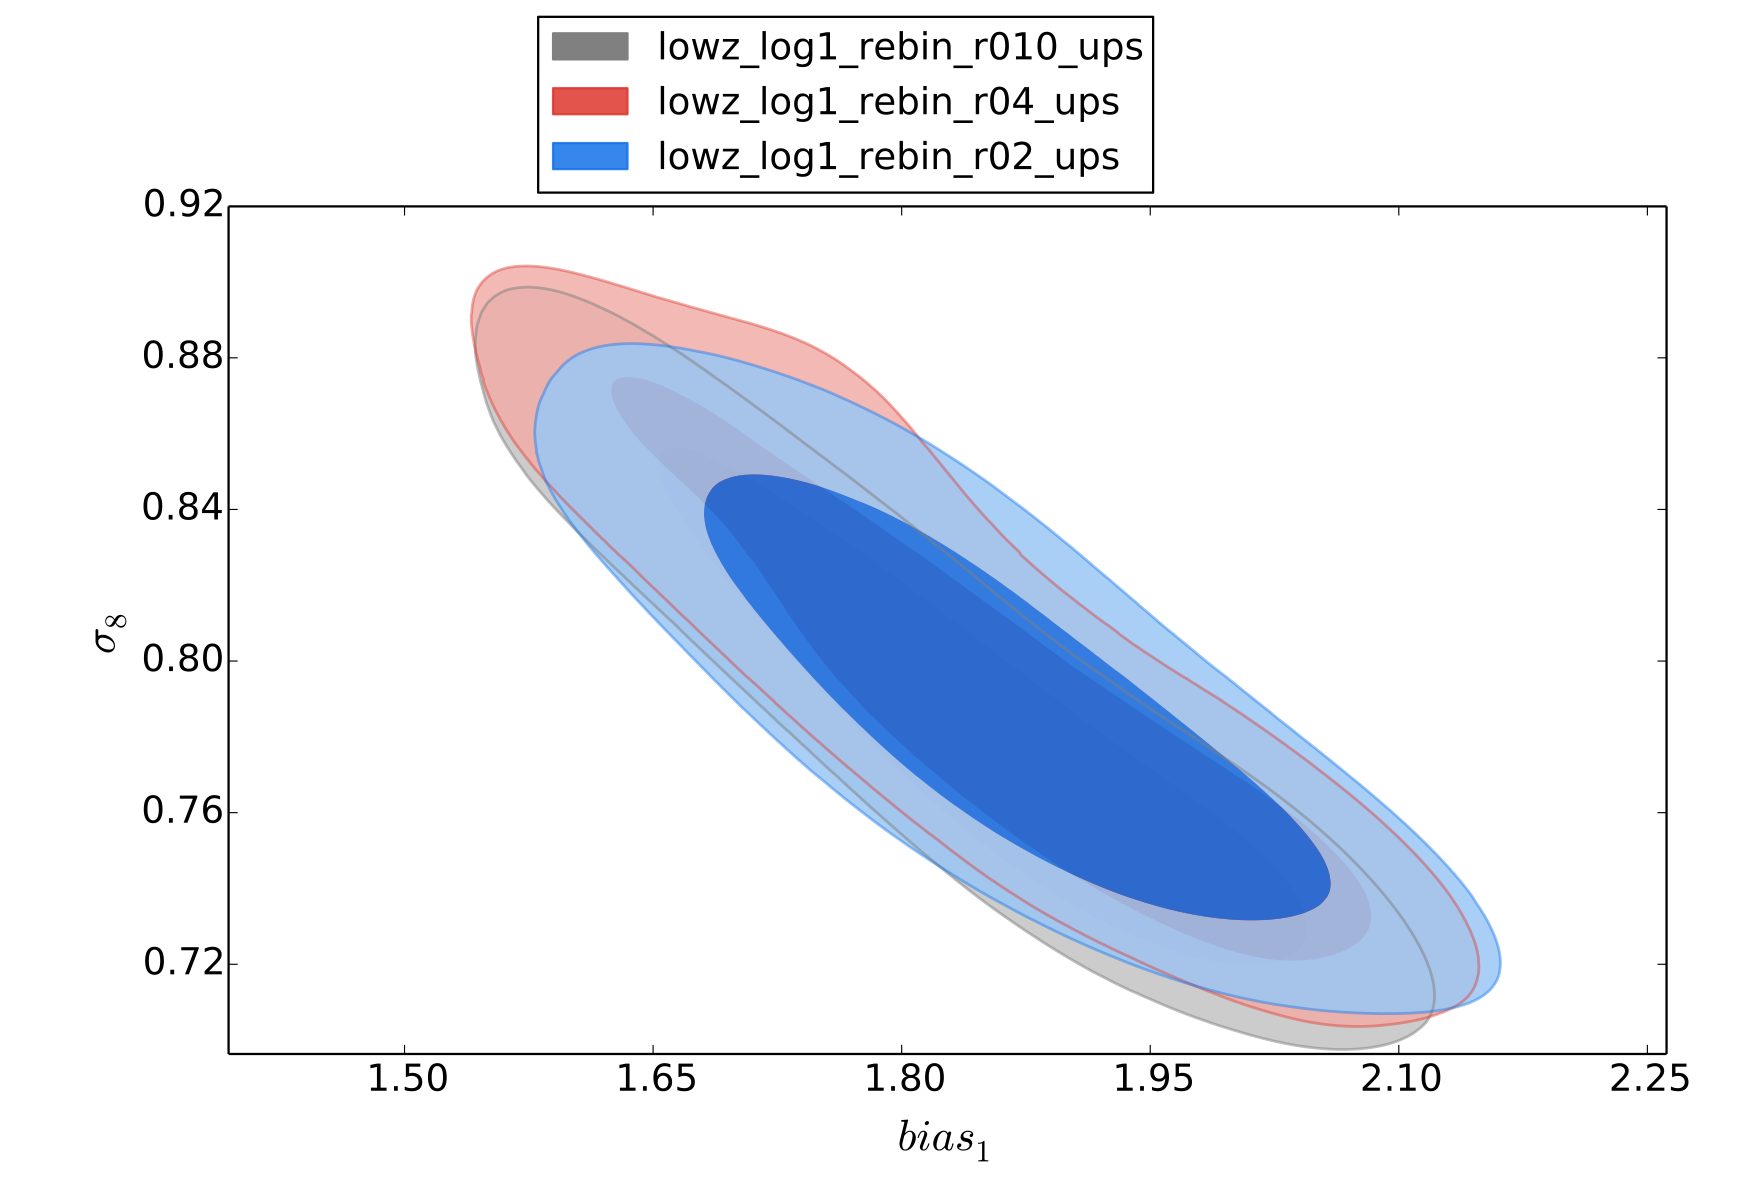 lowz_log1_rebin_r010_ups
lowz_log1_rebin_r04_ups
lowz_log1_rebin_r02_ups
0.92
0.88
0.84
0.80
0.76
0.72
σ₈
1.50 1.65 1.80 1.95 2.10 2.25
bias₁